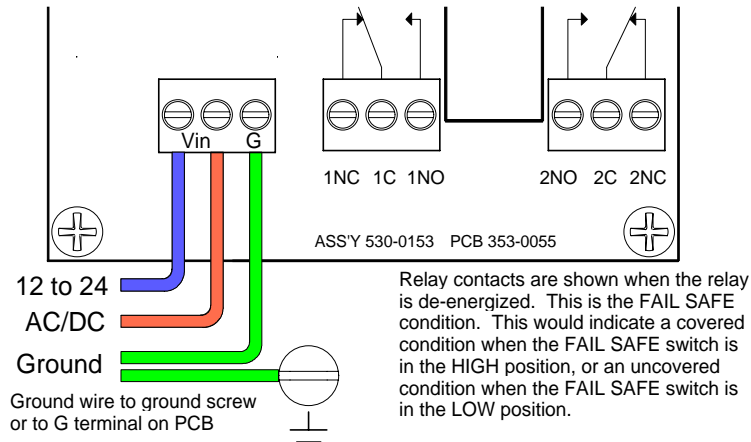 Vin G
1NC 1C 1NO
2NO 2C 2NC
ASS'Y 530-0153 PCB 353-0055
12 to 24
AC/DC
Ground
Ground wire to ground screw
or to G terminal on PCB
Relay contacts are shown when the relay
is de-energized. This is the FAIL SAFE
condition. This would indicate a covered
condition when the FAIL SAFE switch is
in the HIGH position, or an uncovered
condition when the FAIL SAFE switch is
in the LOW position.